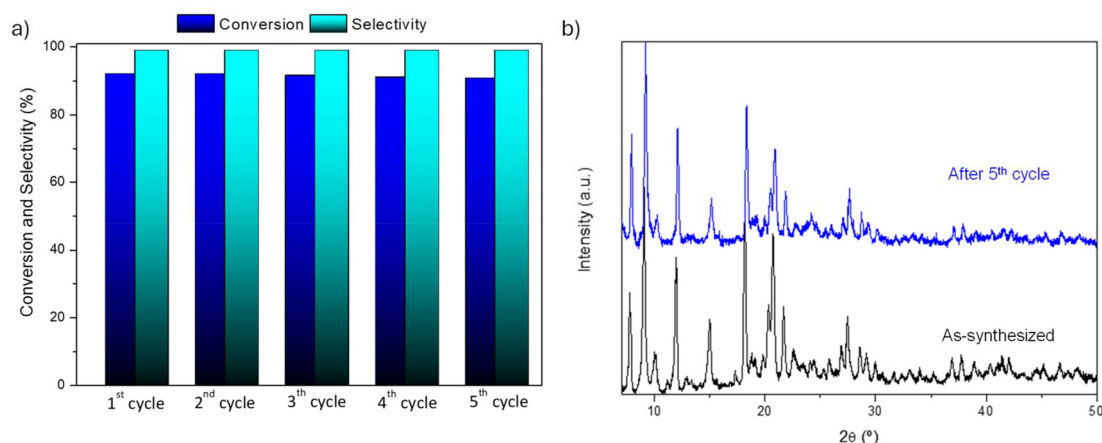 a)
Conversion Selectivity
Conversion and Selectivity (%)
100
80
60
40
20
0
1st cycle 2nd cycle 3th cycle 4th cycle 5th cycle
b)
After 5th cycle
As-synthesized
Intensity (a.u.)
10 20 30 40 50
2θ (º)